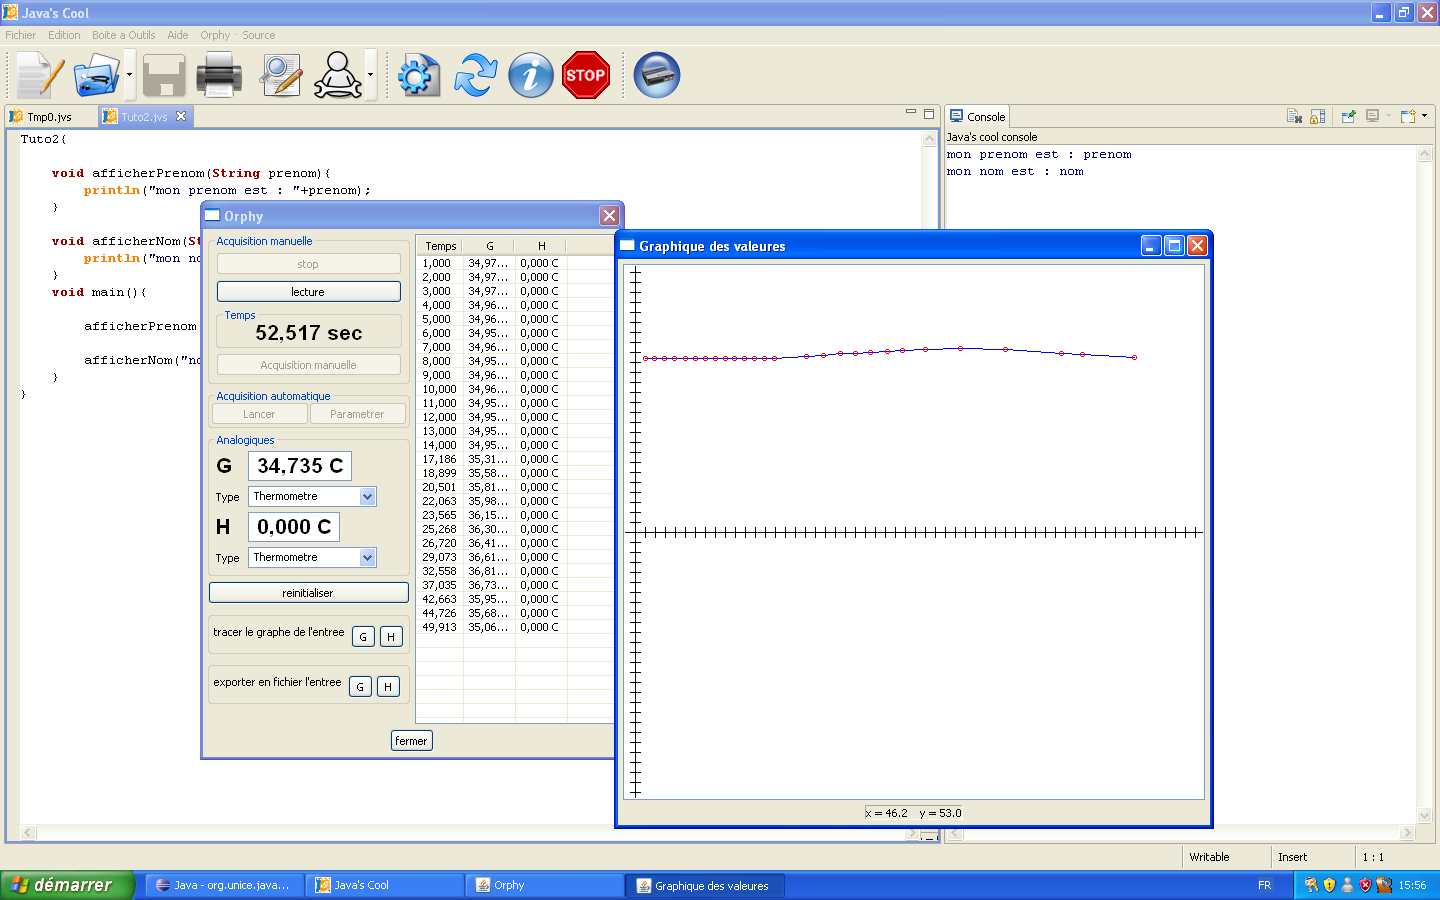 Java's Cool
Fichier Edition Boite a Outils Aide Orphy Source
STOP
Tmp0.jvs
Tuto2.jvs
Tuto2{
void afficherPrenom(String prenom){
println("mon prenom est : "+prenom);
}
void afficherNom(St
println("mon no
}
void main(){
afficherPrenom
afficherNom("no
}
}
Console
Java's cool console
mon prenom est : prenom
mon nom est : nom
Orphy
Acquisition manuelle
stop
lecture
Temps
52,517 sec
Acquisition manuelle
Acquisition automatique
Lancer Parametrer
Analogiques
G 34,735 C
Type Thermometre
H 0,000 C
Type Thermometre
reinitialiser
tracer le graphe de l'entree G H
exporter en fichier l'entree G H
fermer
Temps G H
1,000 34,97... 0,000 C
2,000 34,97... 0,000 C
3,000 34,97... 0,000 C
4,000 34,96... 0,000 C
5,000 34,96... 0,000 C
6,000 34,95... 0,000 C
7,000 34,96... 0,000 C
8,000 34,95... 0,000 C
9,000 34,96... 0,000 C
10,000 34,96... 0,000 C
11,000 34,95... 0,000 C
12,000 34,95... 0,000 C
13,000 34,95... 0,000 C
14,000 34,95... 0,000 C
17,186 35,31... 0,000 C
18,899 35,58... 0,000 C
20,501 35,81... 0,000 C
22,063 35,98... 0,000 C
23,565 36,15... 0,000 C
25,268 36,30... 0,000 C
26,720 36,41... 0,000 C
29,073 36,61... 0,000 C
32,558 36,81... 0,000 C
37,035 36,73... 0,000 C
42,663 35,95... 0,000 C
44,726 35,68... 0,000 C
49,913 35,06... 0,000 C
Graphique des valeures
x = 46.2 y = 53.0
Writable Insert 1 : 1
démarrer
Java - org.unice.java...
Java's Cool
Orphy
Graphique des valeures
FR
15:56